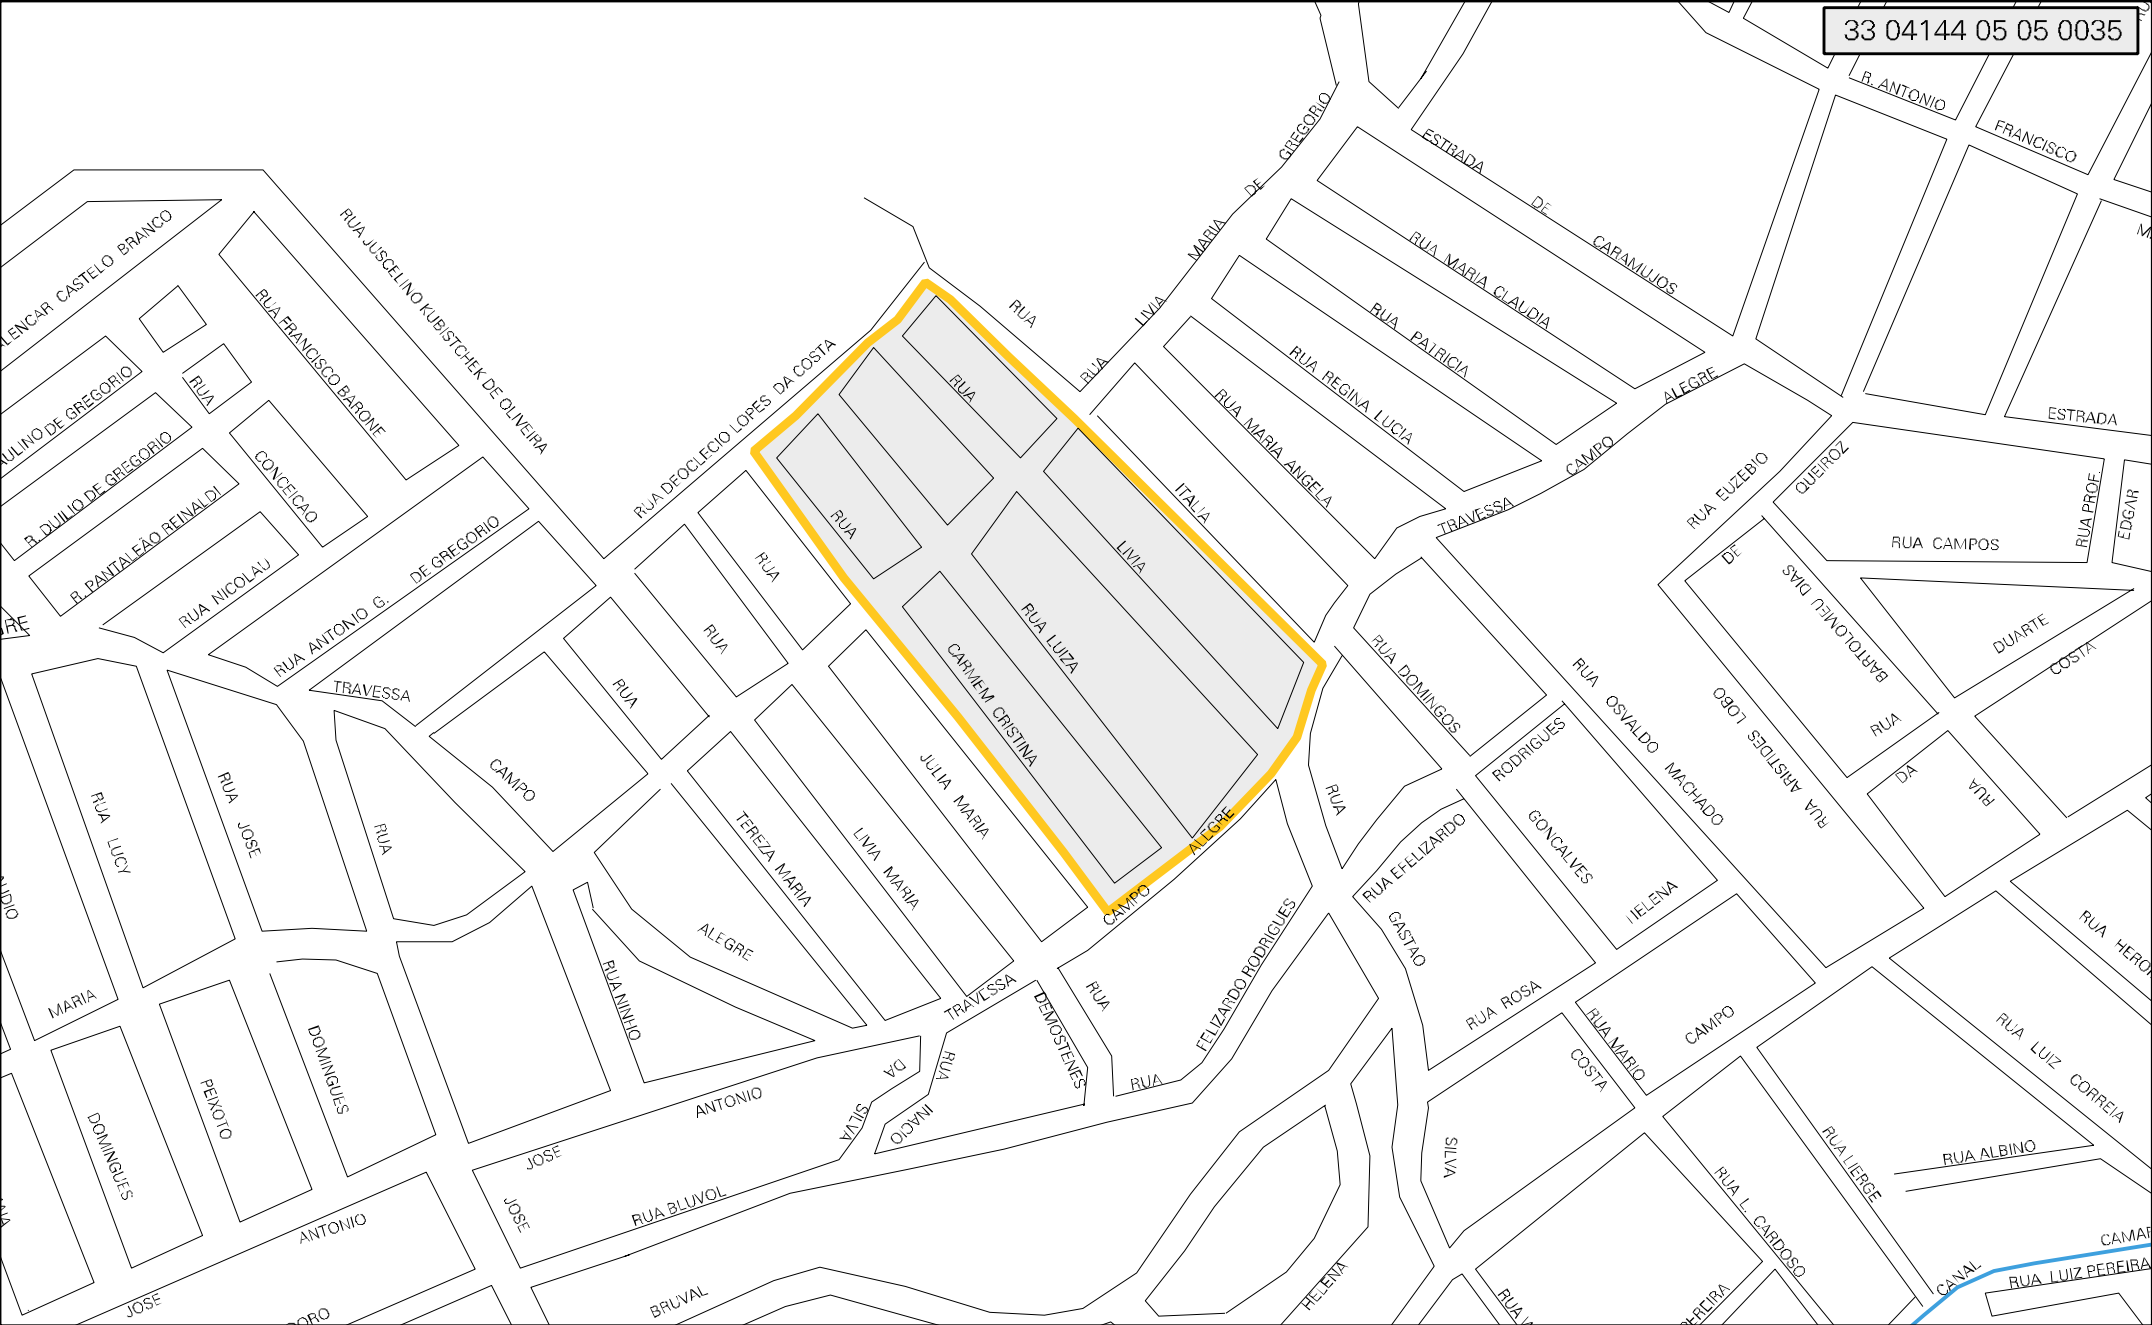 33 04144 05 05 0035
R. ANTONIO
FRANCISCO
GREGORIO
DE
MARIA
LIVIA
RUA
ESTRADA
DE
CARAMUJOS
RUA MARIA CLAUDIA
RUA PATRICIA
RUA REGINA LUCIA
RUA MARIA ANGELA
ALEGRE
CAMPO
TRAVESSA
RUA
ITALIA
CASTELO BRANCO
RUA JUSCELINO KUBISTCHEK DE OLIVEIRA
RUA FRANCISCO BARONE
DE GREGORIO
RUA
CONCEICAO
R. DUILIO DE GREGORIO
R. PANTALEÃO REINALDI
RUA NICOLAU
RUA ANTONIO G.
DE GREGORIO
TRAVESSA
CAMPO
ALEGRE
RUA DEOCLECIO LOPES DA COSTA
RUA
LIVIA
RUA LUIZA
RUA
CARMEM CRISTINA
RUA
JULIA MARIA
RUA
LIVIA MARIA
RUA
TEREZA MARIA
CAMPO
ALEGRE
TRAVESSA
ESTRADA
QUEIROZ
RUA EUZEBIO
RUA CAMPOS
RUA PROF.
EDGAR
DE
BARTOLOMEU DIAS
RUA
DUARTE
COSTA
DA
RUA
RUA ARISTIDES LOBO
RUA OSVALDO MACHADO
RUA DOMINGOS
RODRIGUES
GONCALVES
HELENA
RUA
RUA EFELIZARDO
GASTAO
RUA ROSA
RUA MARIO
COSTA
CAMPO
RUA LUIZ CORREIA
RUA ALBINO
RUA LIERGE
RUA L. CARDOSO
CANAL
RUA LUIZ PEREIRA
SILVA
HELENA
FELIZARDO RODRIGUES
RUA
RUA
DEMOSTENES
RUA
INACIO
DA
SILVA
RUA NINHO
RUA
RUA JOSE
RUA LUCY
MARIA
DOMINGUES
PEIXOTO
DOMINGUES
JOSE
ANTONIO
JOSE
ANTONIO
JOSE
RUA BLUVOL
BRUVAL